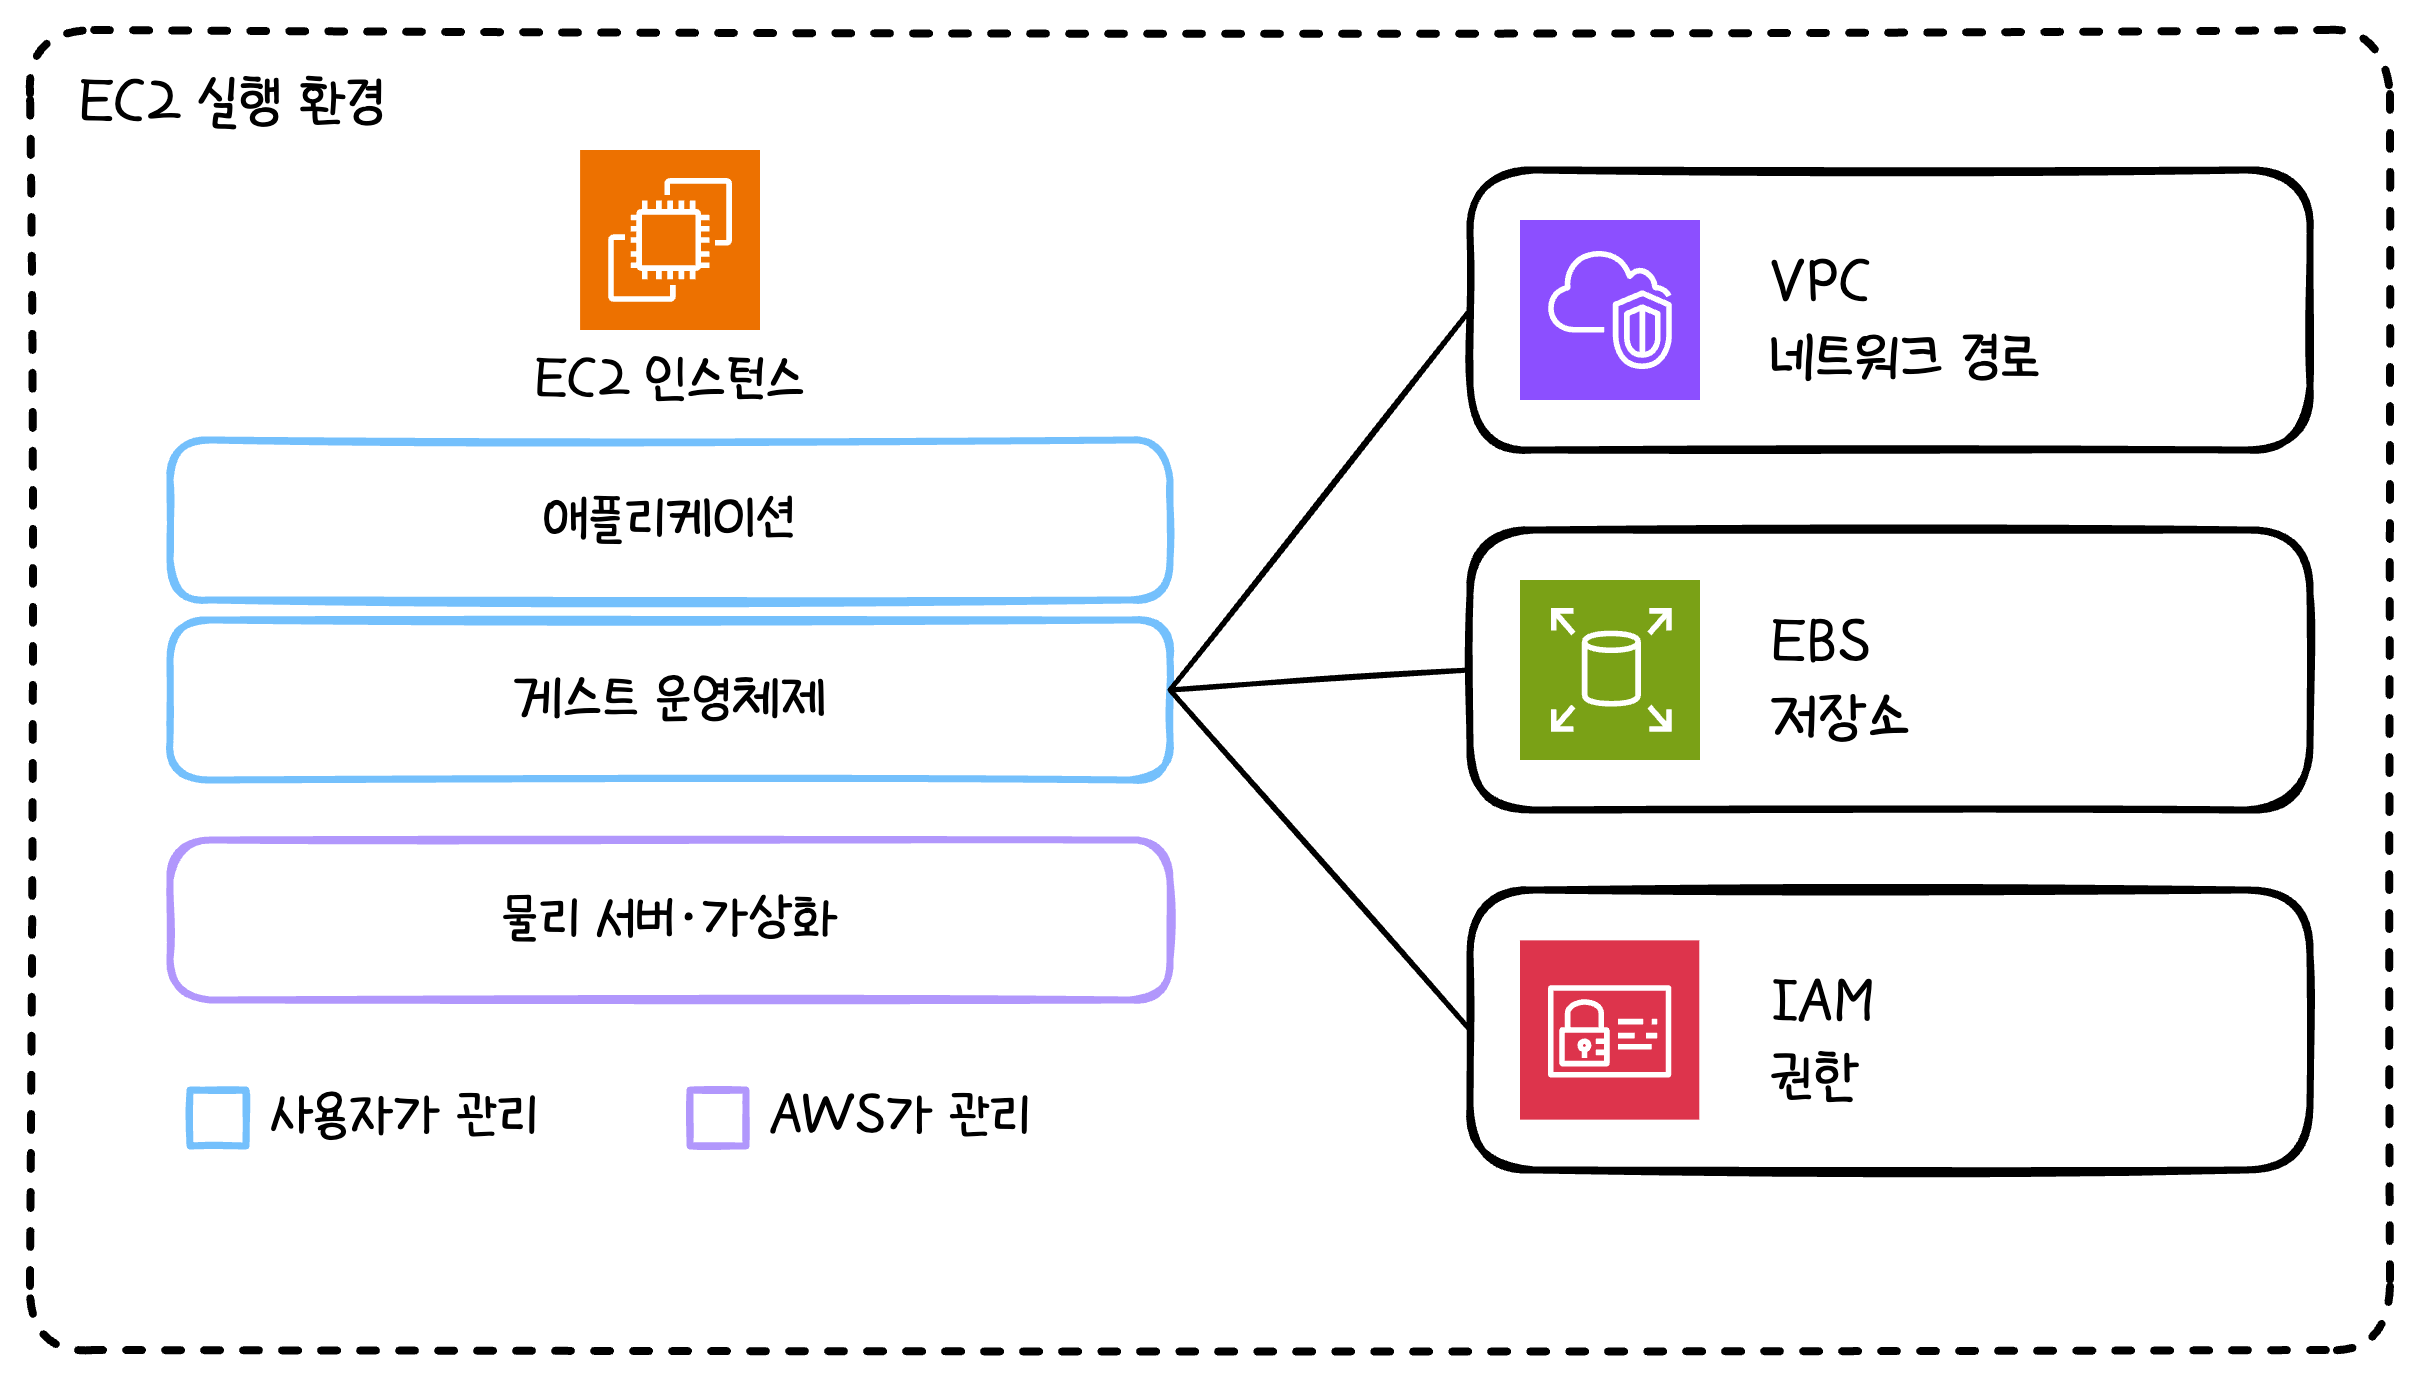 EC2 실행 환경
EC2 인스턴스
애플리케이션
게스트 운영체제
물리 서버·가상화
사용자가 관리
AWS가 관리
VPC
네트워크 경로
EBS
저장소
IAM
권한